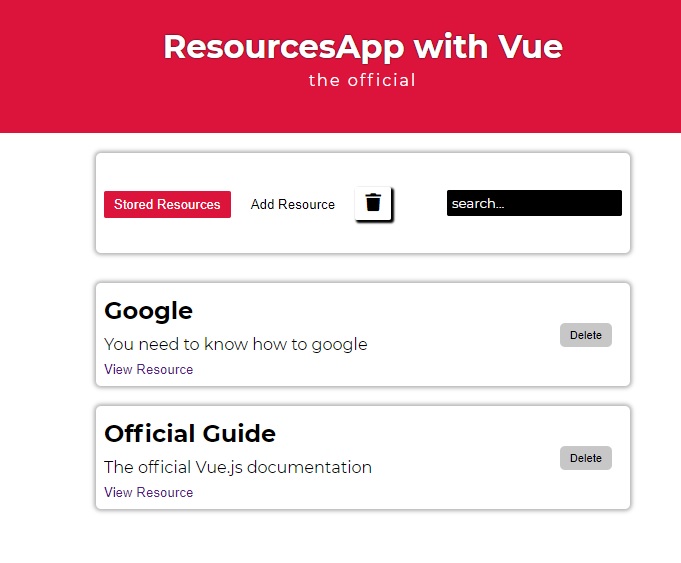 ResourcesApp with Vue
the official
Stored Resources Add Resource search...
Google
You need to know how to google
View Resource
Delete
Official Guide
The official Vue.js documentation
View Resource
Delete